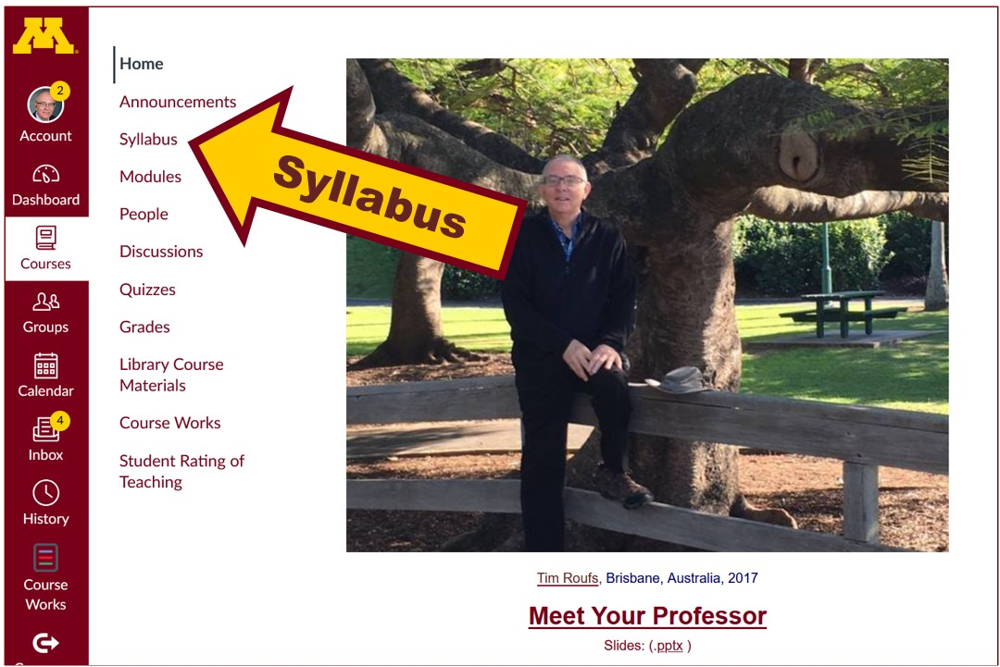 M
2
Account
Dashboard
Courses
Groups
Calendar
4
Inbox
History
Course
Works
Home
Announcements
Syllabus
Modules
People
Discussions
Quizzes
Grades
Library Course
Materials
Course Works
Student Rating of
Teaching
Syllabus
Tim Roufs, Brisbane, Australia, 2017
Meet Your Professor
Slides: (.pptx )